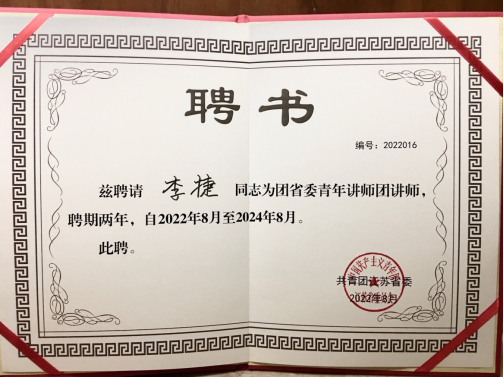 聘书
编号：2022016
兹聘请 李捷 同志为团省委青年讲师团讲师，
聘期两年，自2022年8月至2024年8月。
此聘。
共青团江苏省委
2022年8月